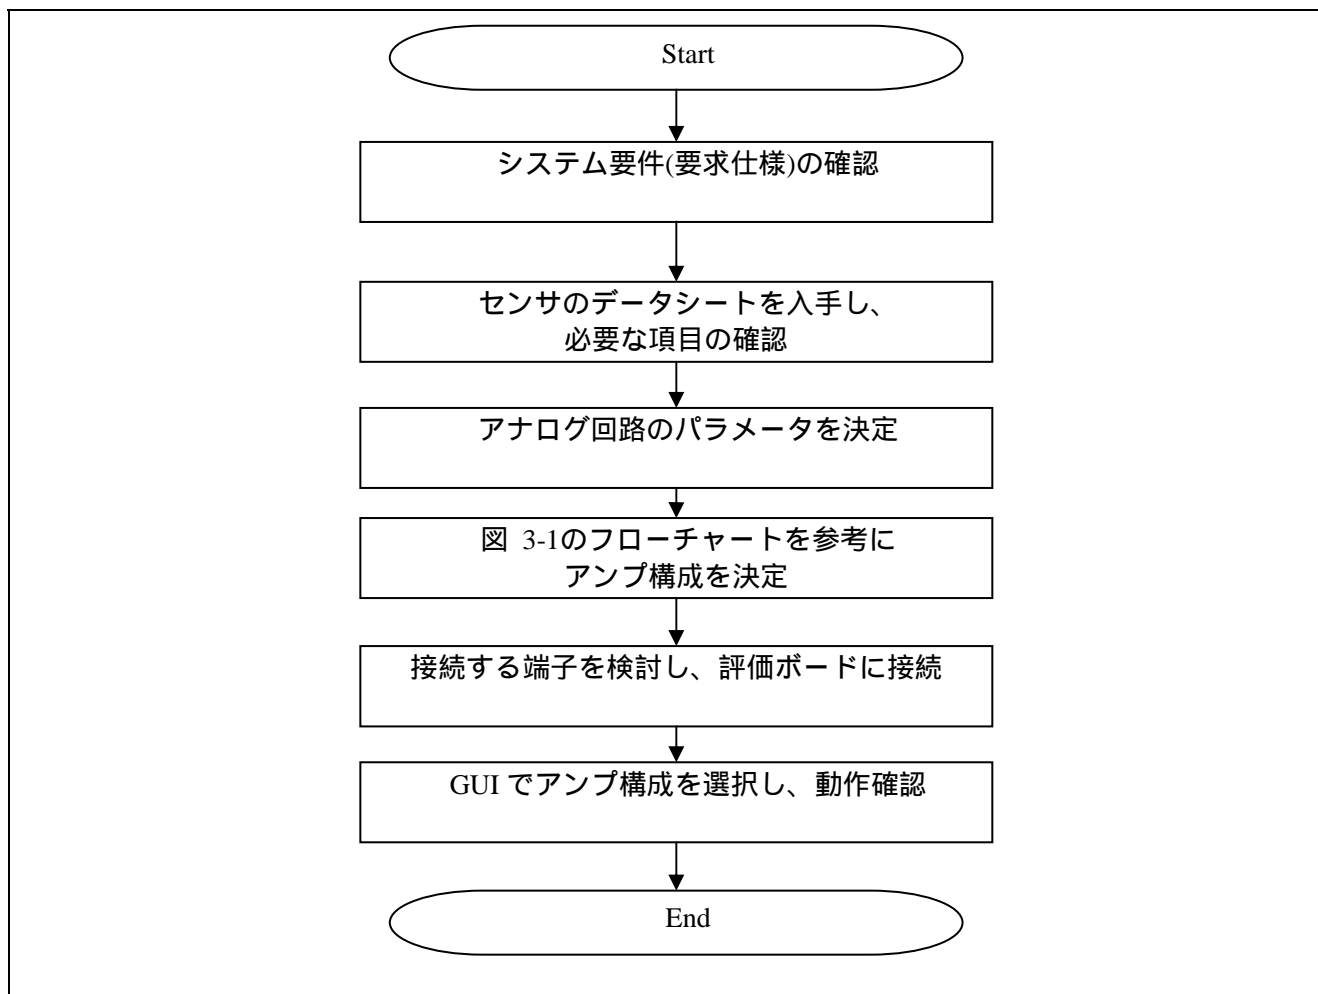 Start
システム要件(要求仕様)の確認
センサのデータシートを入手し、
必要な項目の確認
アナログ回路のパラメータを決定
図 3-1のフローチャートを参考に
アンプ構成を決定
接続する端子を検討し、評価ボードに接続
GUI でアンプ構成を選択し、動作確認
End